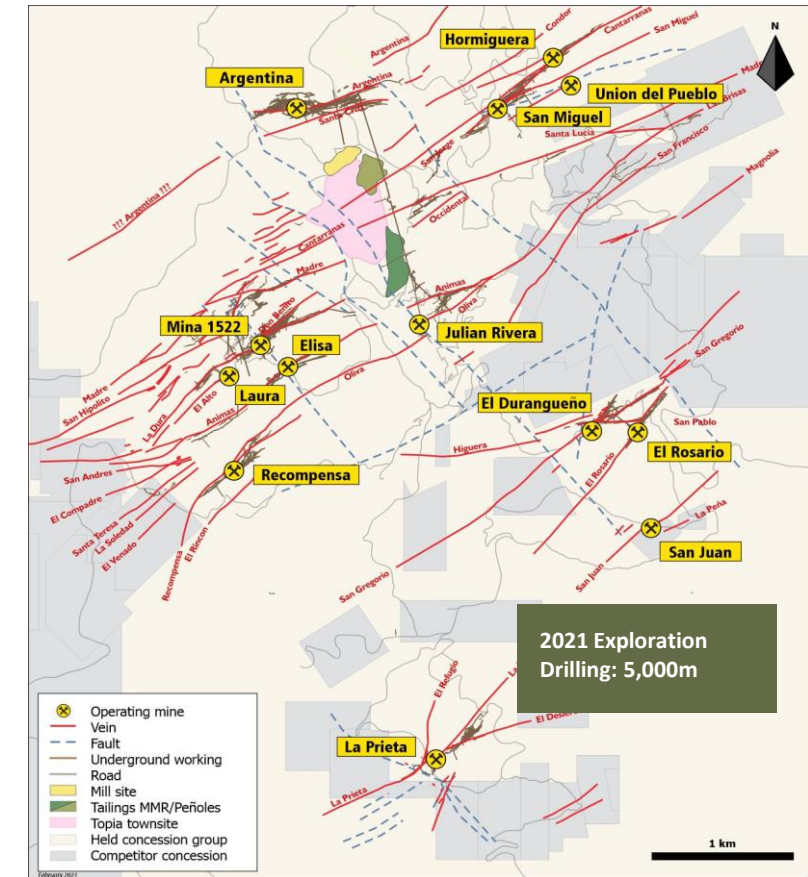 N
Argentina
Condor
Cantarranas
Hormiguera
San Miguel
Argentina
Argentina
Madre
Union del Pueblo
Las Brisas
San Miguel
Santa Cruz
Santa Lucia
San Jorge
San Francisco
Magnolia
??? Argentina ???
Occidental
Cantarranas
Madre
Animas
Oliva
Don Benito
Mina 1522
Julian Rivera
Elisa
Oliva
San Gregorio
Madre
San Hipolito
La Dura
El Alto
Laura
Animas
El Durangueño
San Pablo
Higuera
El Rosario
El Rosario
San Andres
Recompensa
El Compadre
Santa Teresa
La Soledad
El Venado
Recompensa
El Rincon
La Peña
San Juan
San Juan
San Gregorio
2021 Exploration
Drilling: 5,000m
El Refugio
El
La Prieta
La Prieta
Operating mine
Vein
Fault
Underground working
Road
Mill site
Tailings MMR/Peñoles
Topia townsite
Held concession group
Competitor concession
1 km
February 2021